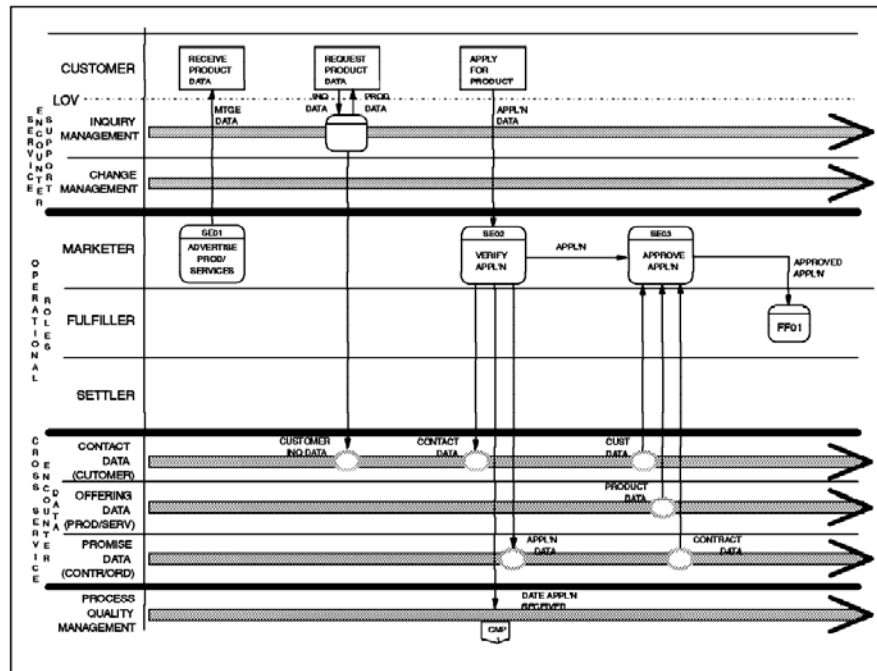 CUSTOMER
RECEIVE
PRODUCT
DATA
REQUEST
PRODUCT
DATA
APPLY
FOR
PRODUCT
LOV
MTGE
DATA
INQ
DATA
PROD
DATA
APPL'N
DATA
SERVICE
ENCOUNTER
SUPPORT
INQUIRY
MANAGEMENT
CHANGE
MANAGEMENT
OPERATIONAL
ROLES
MARKETER
SE01
ADVERTISE
PROD/
SERVICES
SE02
VERIFY
APPL'N
APPL'N
SE03
APPROVE
APPL'N
APPROVED
APPL'N
FULFILLER
FF01
SETTLER
CROSS SERVICE
ENCOUNTER
DATA
CONTACT
DATA
(CUTOMER)
CUSTOMER
INQ DATA
CONTACT
DATA
CUST
DATA
OFFERING
DATA
(PROD/SERV)
PRODUCT
DATA
PROMISE
DATA
(CONTR/ORD)
APPL'N
DATA
CONTRACT
DATA
PROCESS
QUALITY
MANAGEMENT
DATE APPL'N
RECEIVED
CMP
1